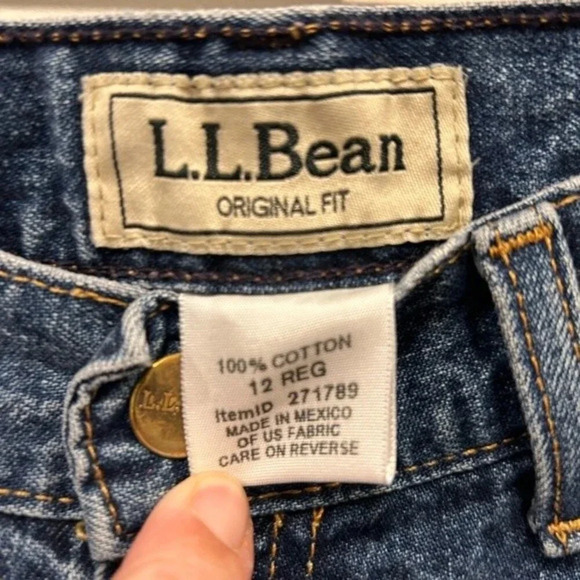 L.L.Bean
ORIGINAL FIT
100% COTTON
12 REG
ItemID 271789
MADE IN MEXICO
OF US FABRIC
CARE ON REVERSE
L.L.